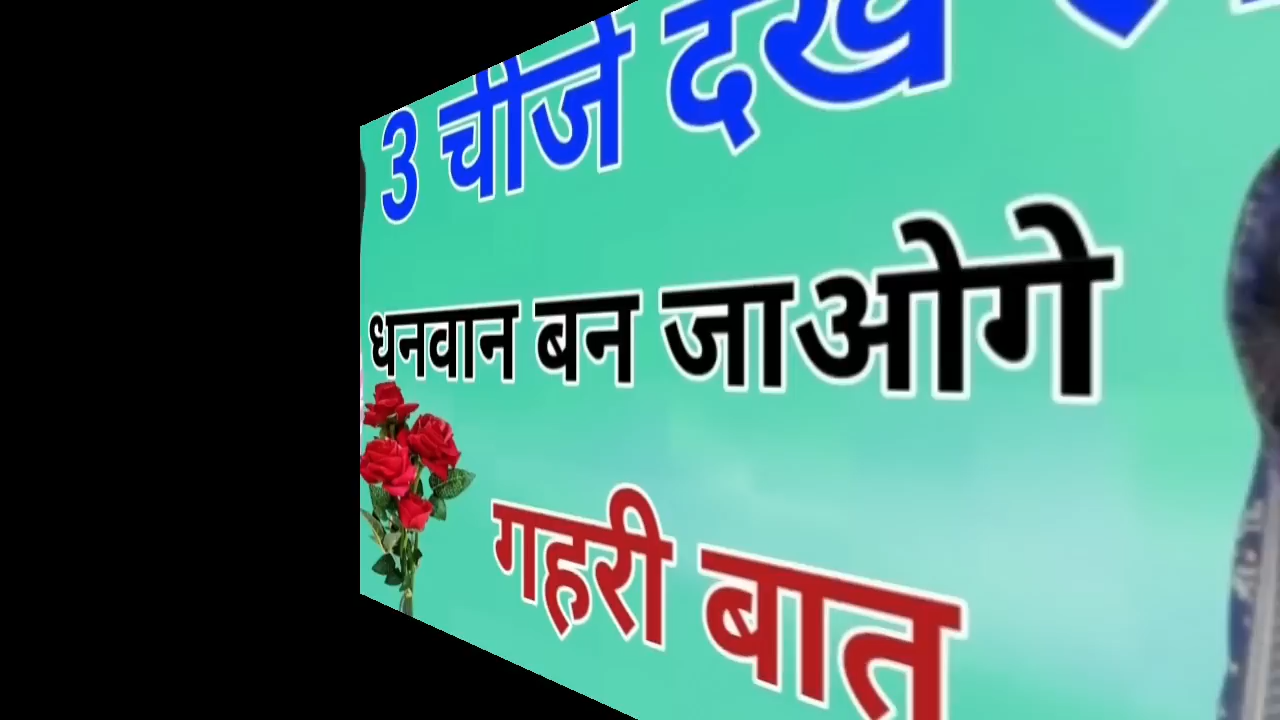 3 चीजें
धनवान बन जाओगे
गहरी बात